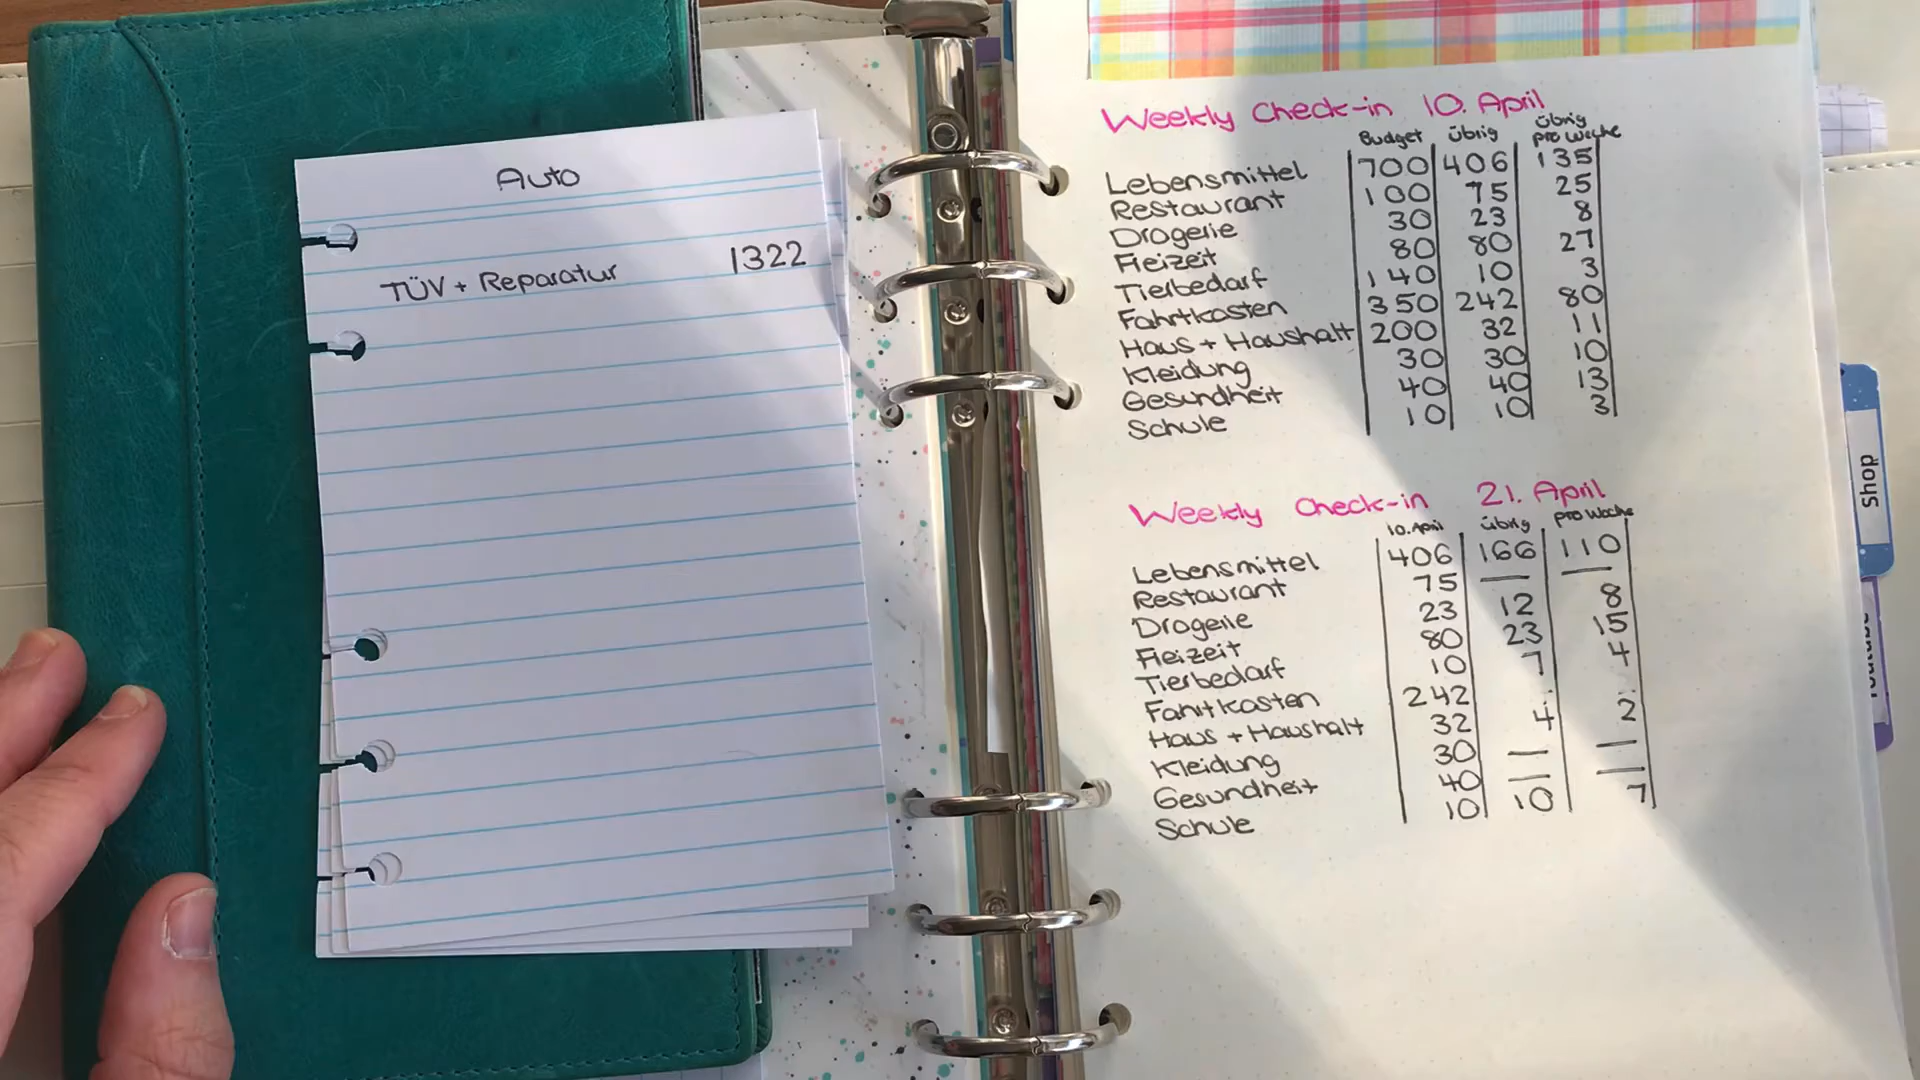 Auto
TÜV + Reparatur 1322
Weekly Check-in 10. April
Budget übrig übrig pro Woche
Lebensmittel 700 406 135
Restaurant 100 75 25
Drogerie 30 23 8
Freizeit 80 80 27
Tierbedarf 140 10 3
Fahrtkosten 350 242 80
Haus + Haushalt 200 32 11
Kleidung 30 30 10
Gesundheit 40 40 13
Schule 10 10 3
Weekly Check-in 21. April
10. April übrig pro Woche
Lebensmittel 406 166 110
Restaurant 75 — —
Drogerie 23 12 8
Freizeit 80 23 15
Tierbedarf 10 7 4
Fahrtkosten 242
Haus + Haushalt 32 4 2
Kleidung 30 — —
Gesundheit 40 — —
Schule 10 10 7
Shop